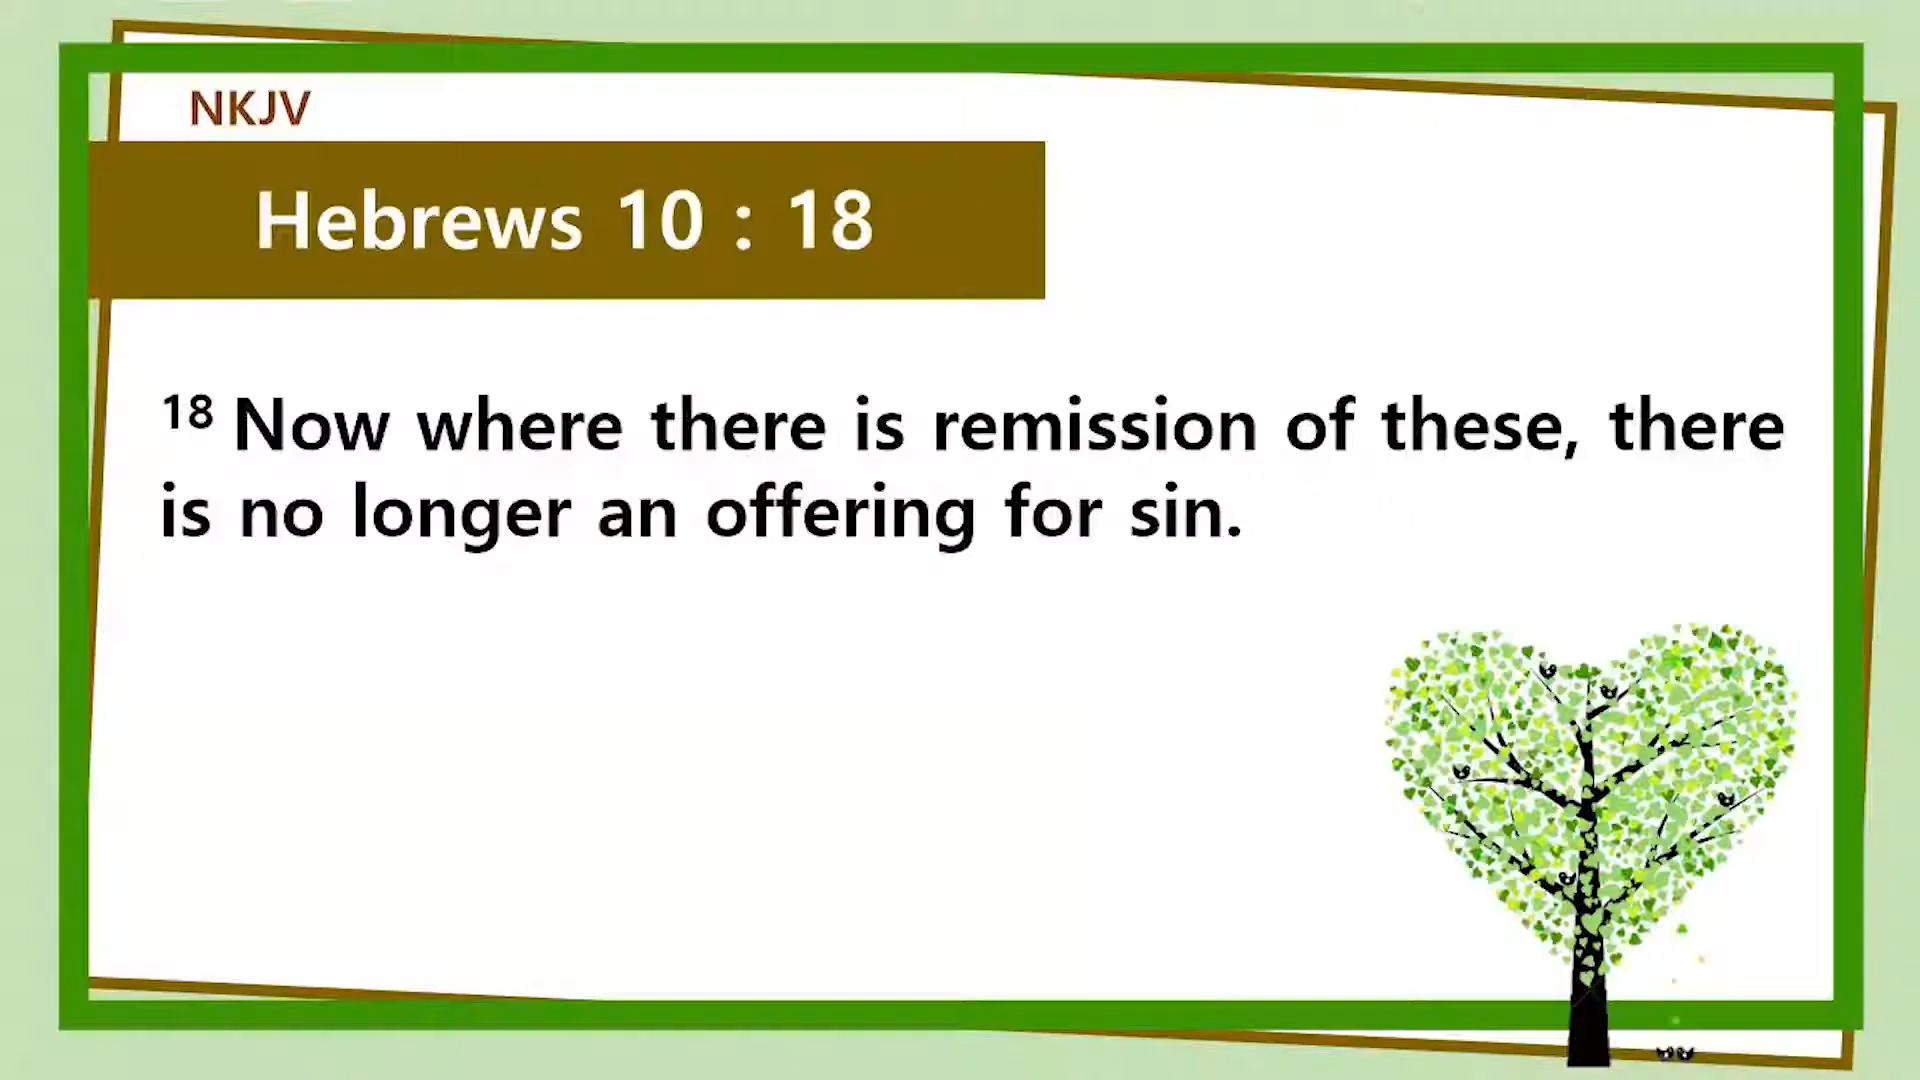 NKJV
Hebrews 10 : 18
18 Now where there is remission of these, there
is no longer an offering for sin.